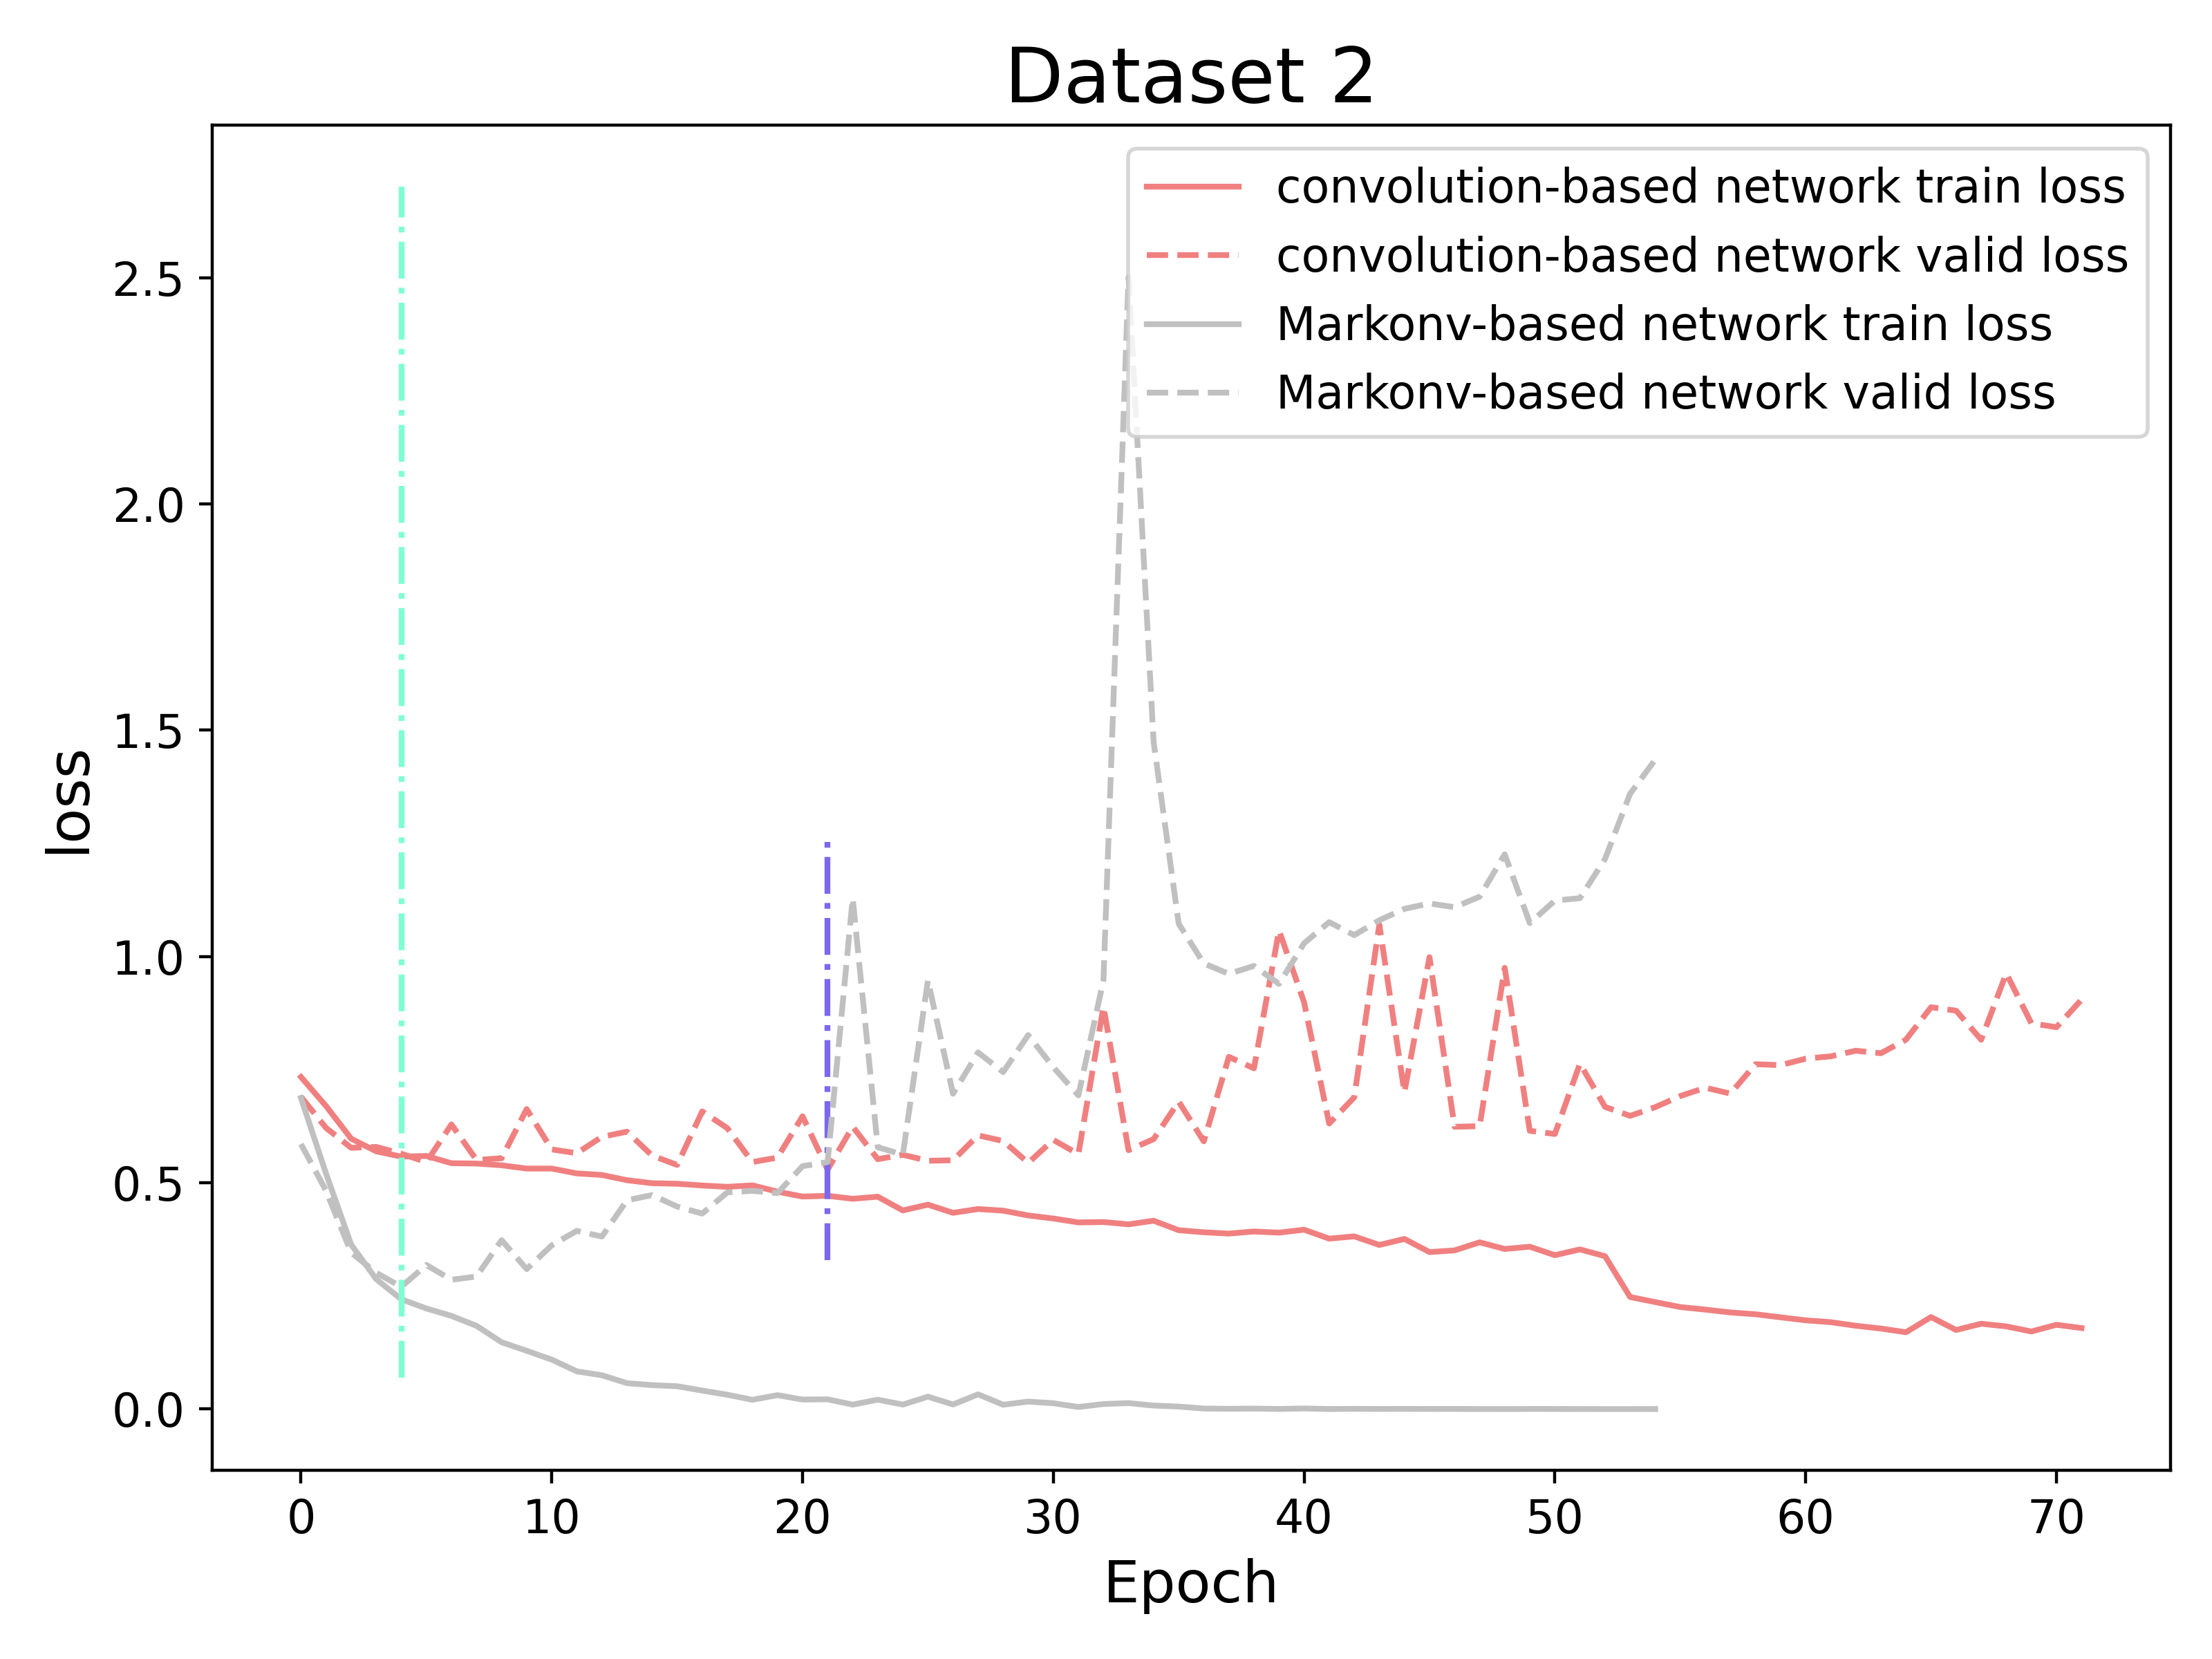 Dataset 2
convolution-based network train loss
convolution-based network valid loss
Markonv-based network train loss
Markonv-based network valid loss
2.5
2.0
1.5
1.0
0.5
0.0
loss
0 10 20 30 40 50 60 70
Epoch